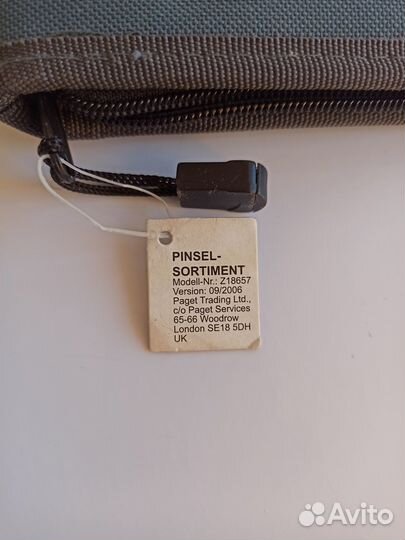 PINSEL-
SORTIMENT
Modell-Nr.: Z18657
Version: 09/2006
Paget Trading Ltd.,
c/o Paget Services
65-66 Woodrow
London SE18 5DH
UK
Avito